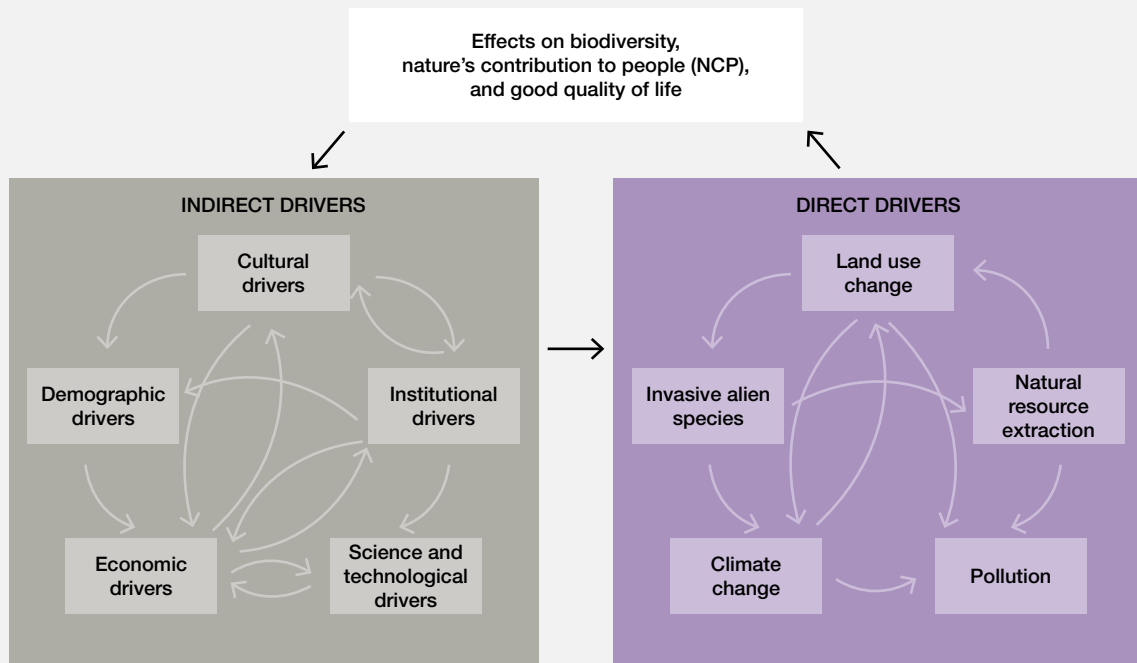 Effects on biodiversity,
nature’s contribution to people (NCP),
and good quality of life
INDIRECT DRIVERS
Cultural
drivers
Demographic
drivers
Institutional
drivers
Economic
drivers
Science and
technological
drivers
DIRECT DRIVERS
Land use
change
Invasive alien
species
Natural
resource
extraction
Climate
change
Pollution